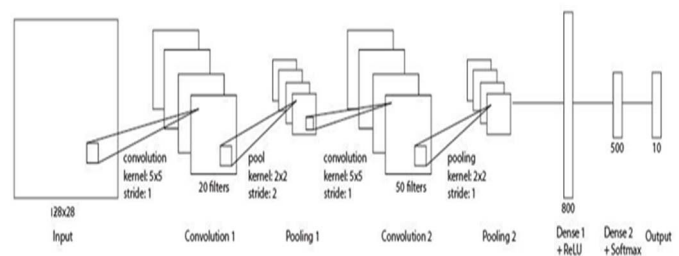 convolution
kernel: 5x5
stride: 1
20 filters
pool
kernel: 2x2
stride: 2
convolution
kernel: 5x5
stride: 1
50 filters
pooling
kernel: 2x2
stride: 1
800
500
10
128x28
Input
Convolution 1
Pooling 1
Convolution 2
Pooling 2
Dense 1
+ ReLU
Dense 2
+ Softmax
Output